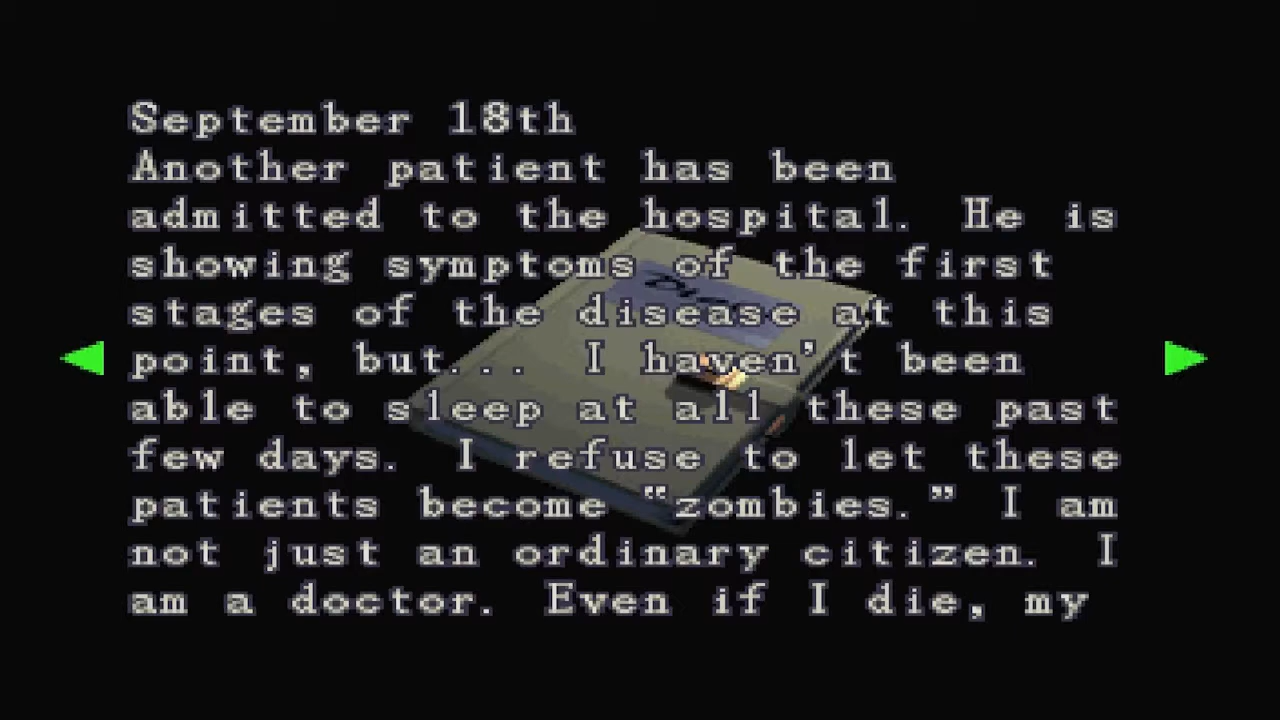 September 18th
Another patient has been
admitted to the hospital. He is
showing symptoms of the first
stages of the disease at this
point, but... I haven't been
able to sleep at all these past
few days. I refuse to let these
patients become "zombies." I am
not just an ordinary citizen. I
am a doctor. Even if I die, my